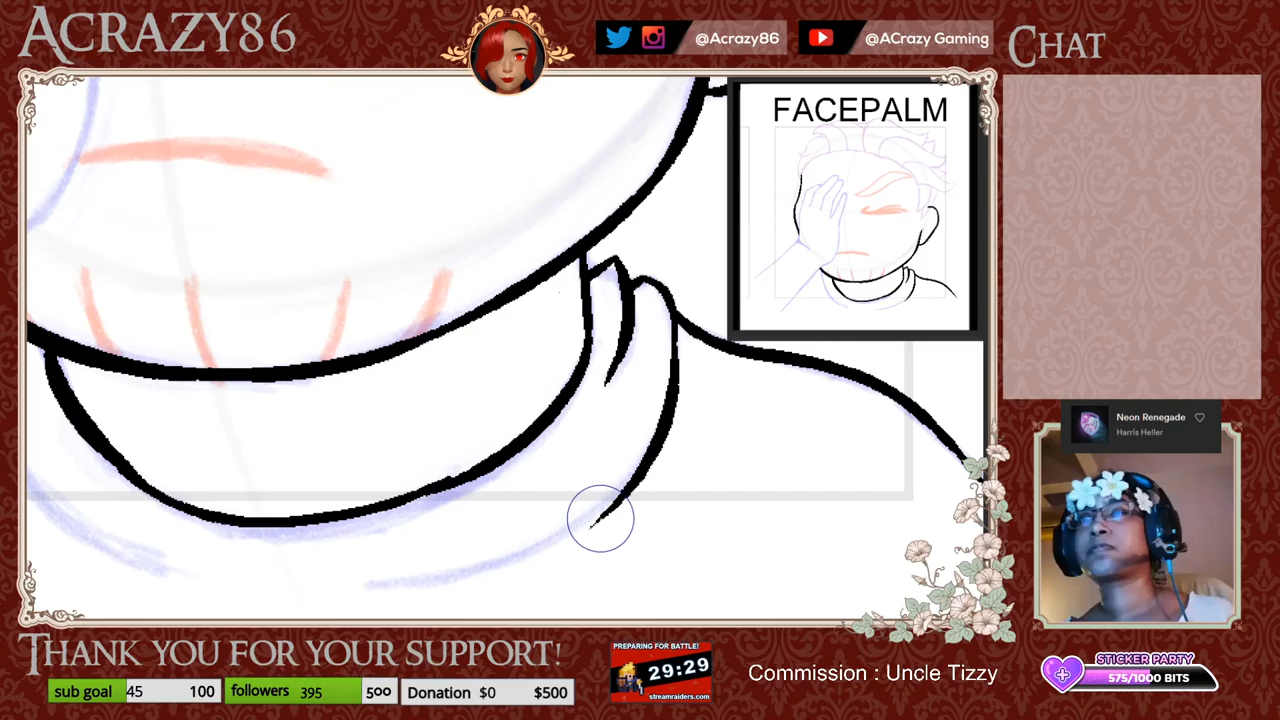 ACRAZY86
@Acrazy86
@ACrazy Gaming
CHAT
FACEPALM
Neon Renegade
Harris Heller
THANK YOU FOR YOUR SUPPORT!
sub goal 45 100
followers 395 500
Donation $0 $500
PREPARING FOR BATTLE!
29:29
streamraiders.com
Commission : Uncle Tizzy
STICKER PARTY
575/1000 BITS